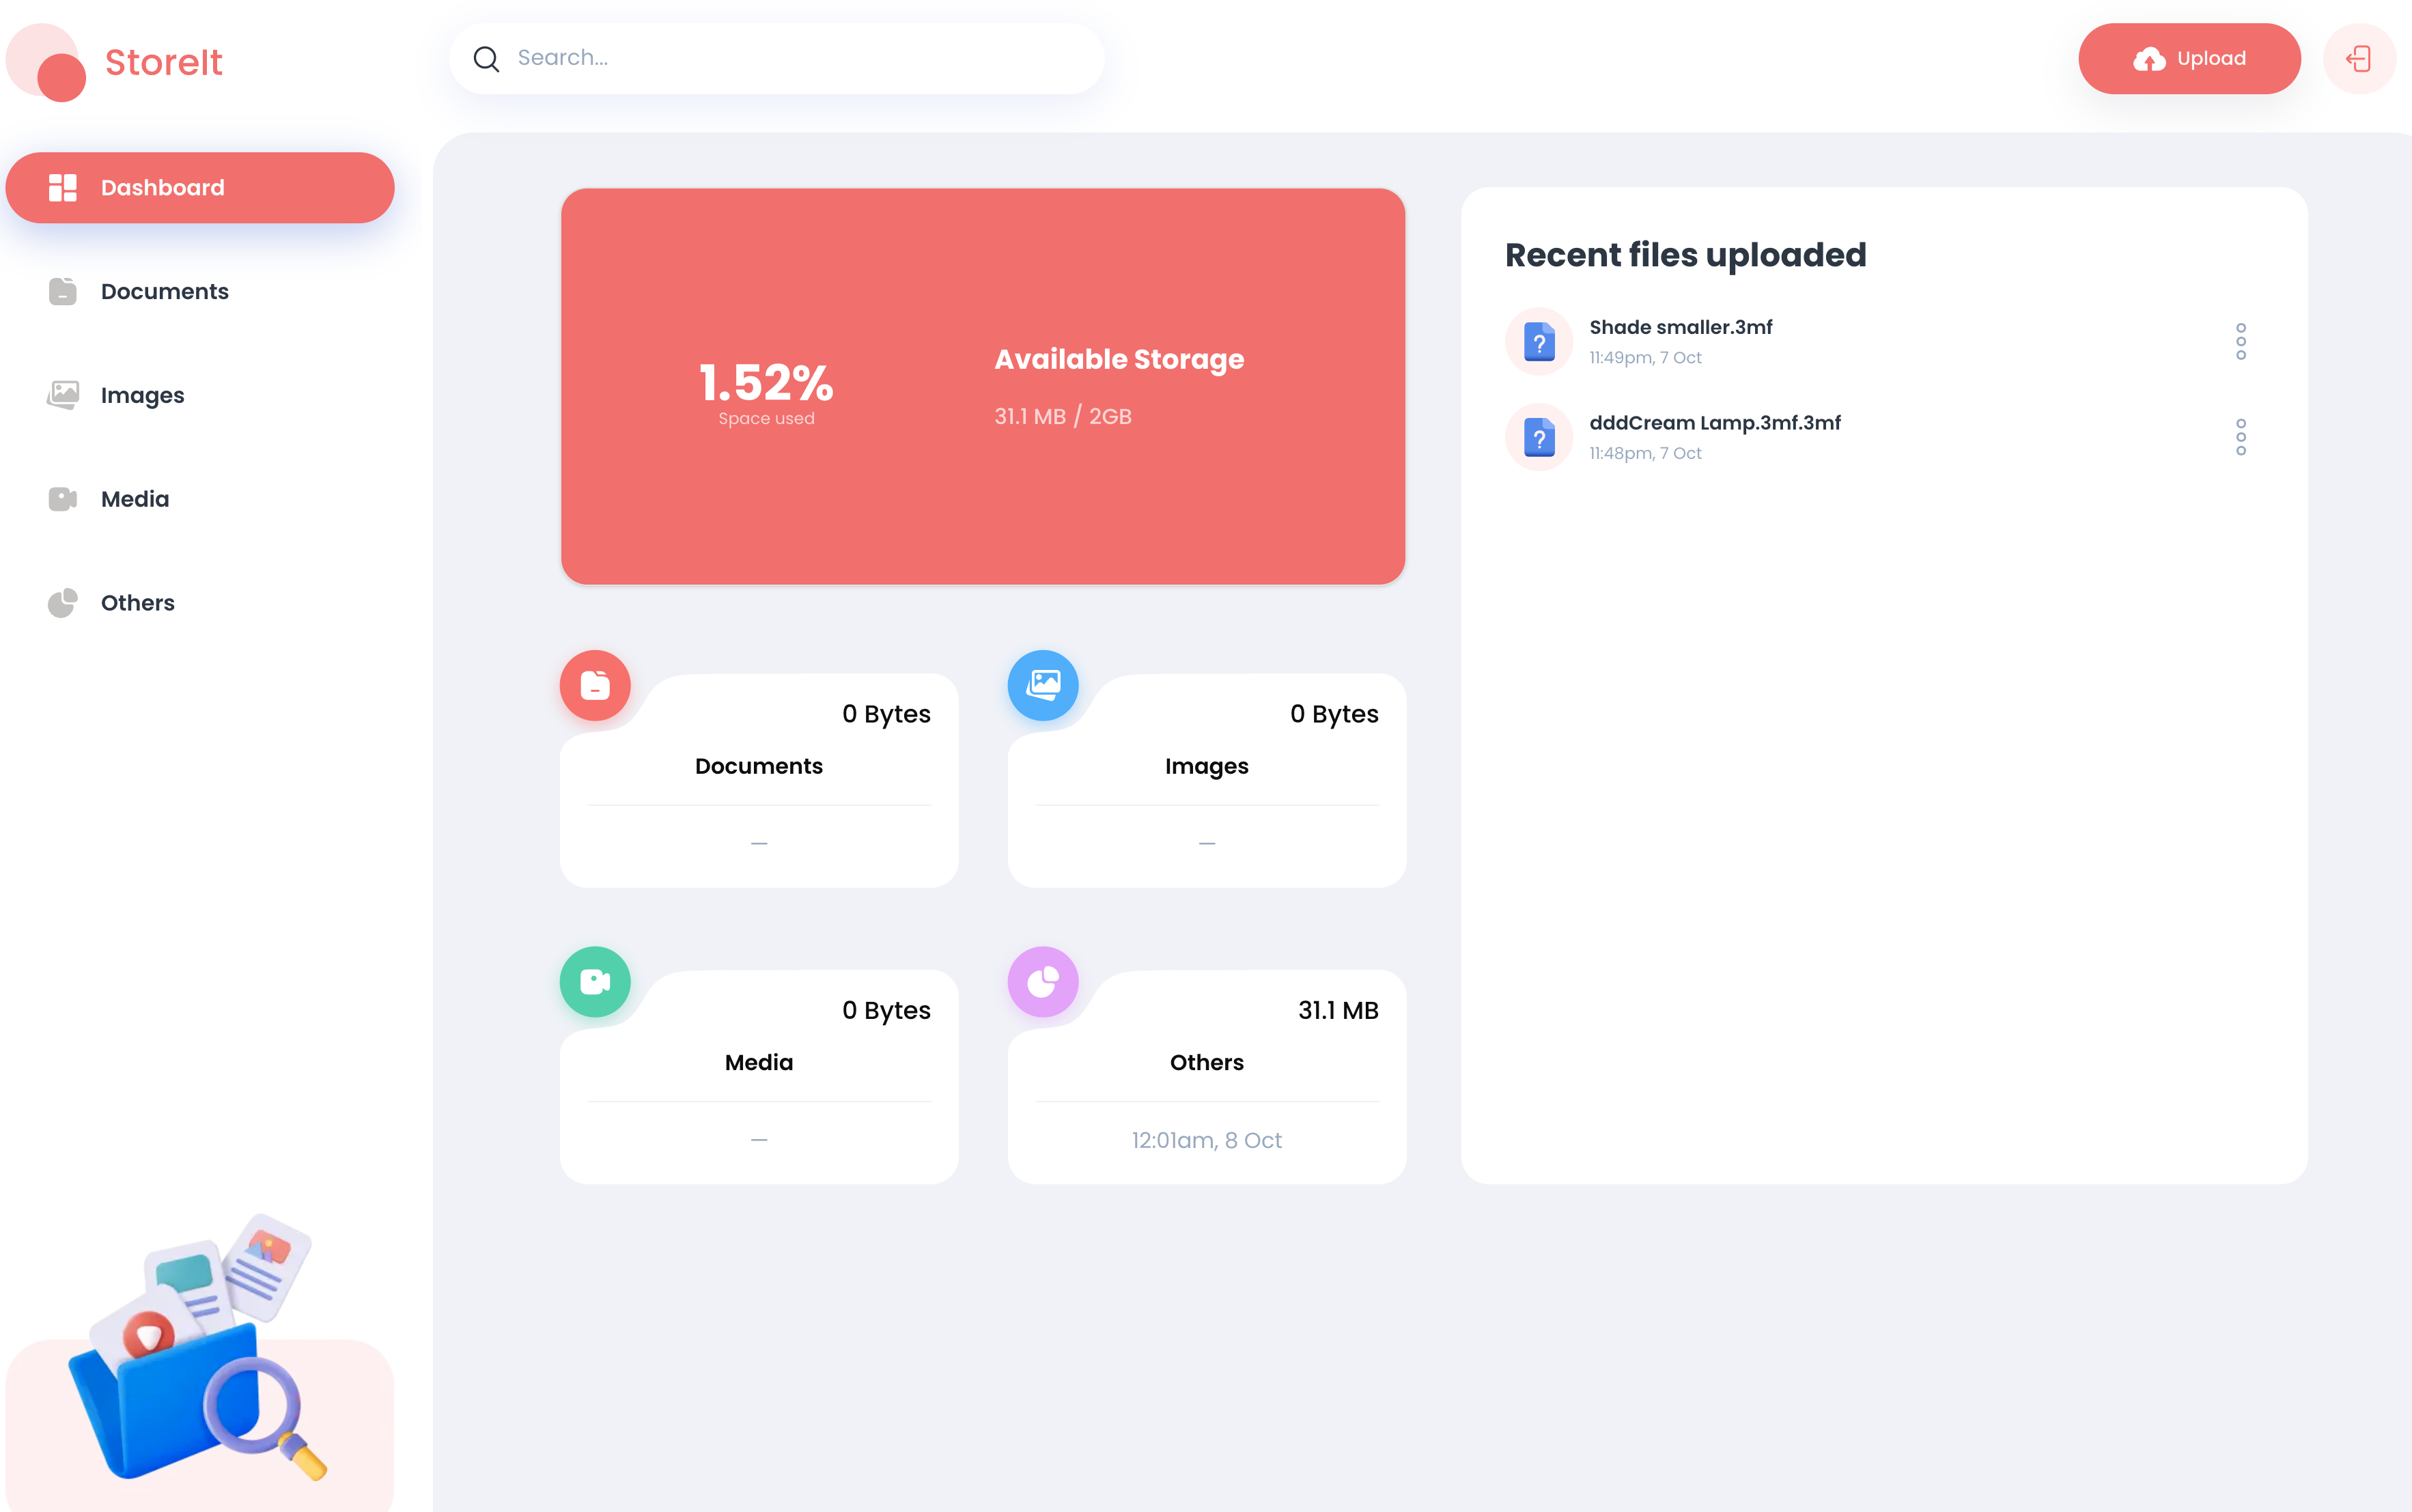 StoreIt
Search...
Upload
Dashboard
Documents
Images
Media
Others
1.52%
Space used
Available Storage
31.1 MB / 2GB
0 Bytes
Documents
—
0 Bytes
Images
—
0 Bytes
Media
—
31.1 MB
Others
12:01am, 8 Oct
Recent files uploaded
Shade smaller.3mf
11:49pm, 7 Oct
dddCream Lamp.3mf.3mf
11:48pm, 7 Oct